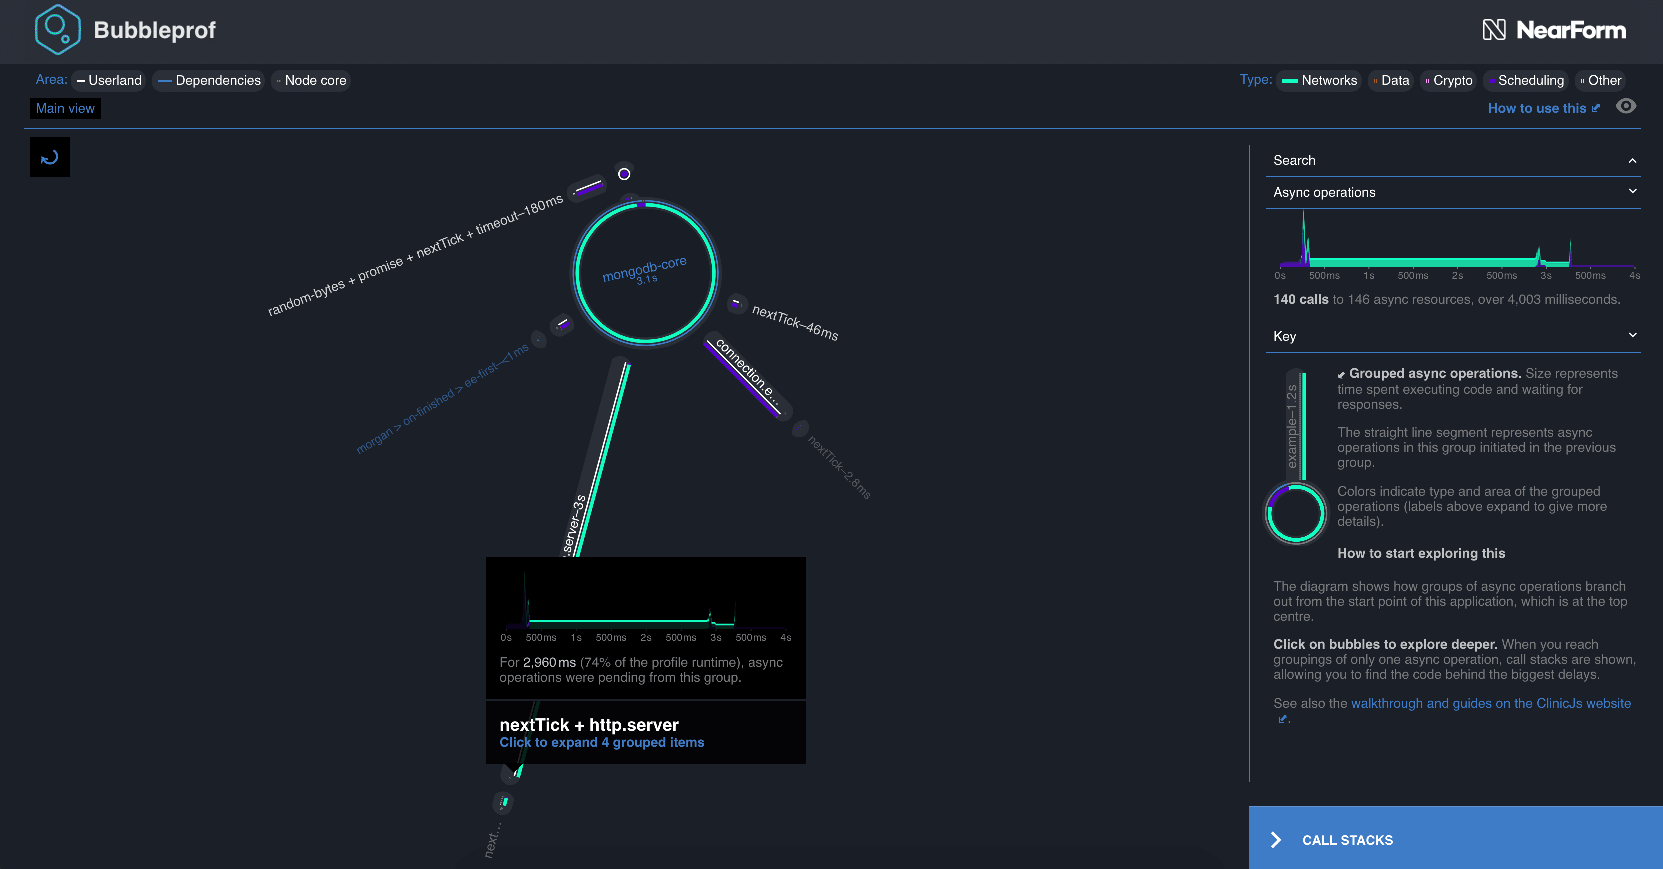 Bubbleprof
NearForm
Area: Userland Dependencies Node core
Type: Networks Data Crypto Scheduling Other
Main view
How to use this
random-bytes + promise + nextTick + timeout–180ms
mongodb-core
3.1s
nextTick–46ms
connection.e...
nextTick–2.8ms
morgan > on-finished > ee-first–<1ms
.server–3s
0s 500ms 1s 500ms 2s 500ms 3s 500ms 4s
For 2,960ms (74% of the profile runtime), async
operations were pending from this group.
nextTick + http.server
Click to expand 4 grouped items
next...
Search
Async operations
0s 500ms 1s 500ms 2s 500ms 3s 500ms 4s
140 calls to 146 async resources, over 4,003 milliseconds.
Key
example–1.2s
Grouped async operations. Size represents
time spent executing code and waiting for
responses.
The straight line segment represents async
operations in this group initiated in the previous
group.
Colors indicate type and area of the grouped
operations (labels above expand to give more
details).
How to start exploring this
The diagram shows how groups of async operations branch
out from the start point of this application, which is at the top
centre.
Click on bubbles to explore deeper. When you reach
groupings of only one async operation, call stacks are shown,
allowing you to find the code behind the biggest delays.
See also the walkthrough and guides on the ClinicJs website
.
CALL STACKS